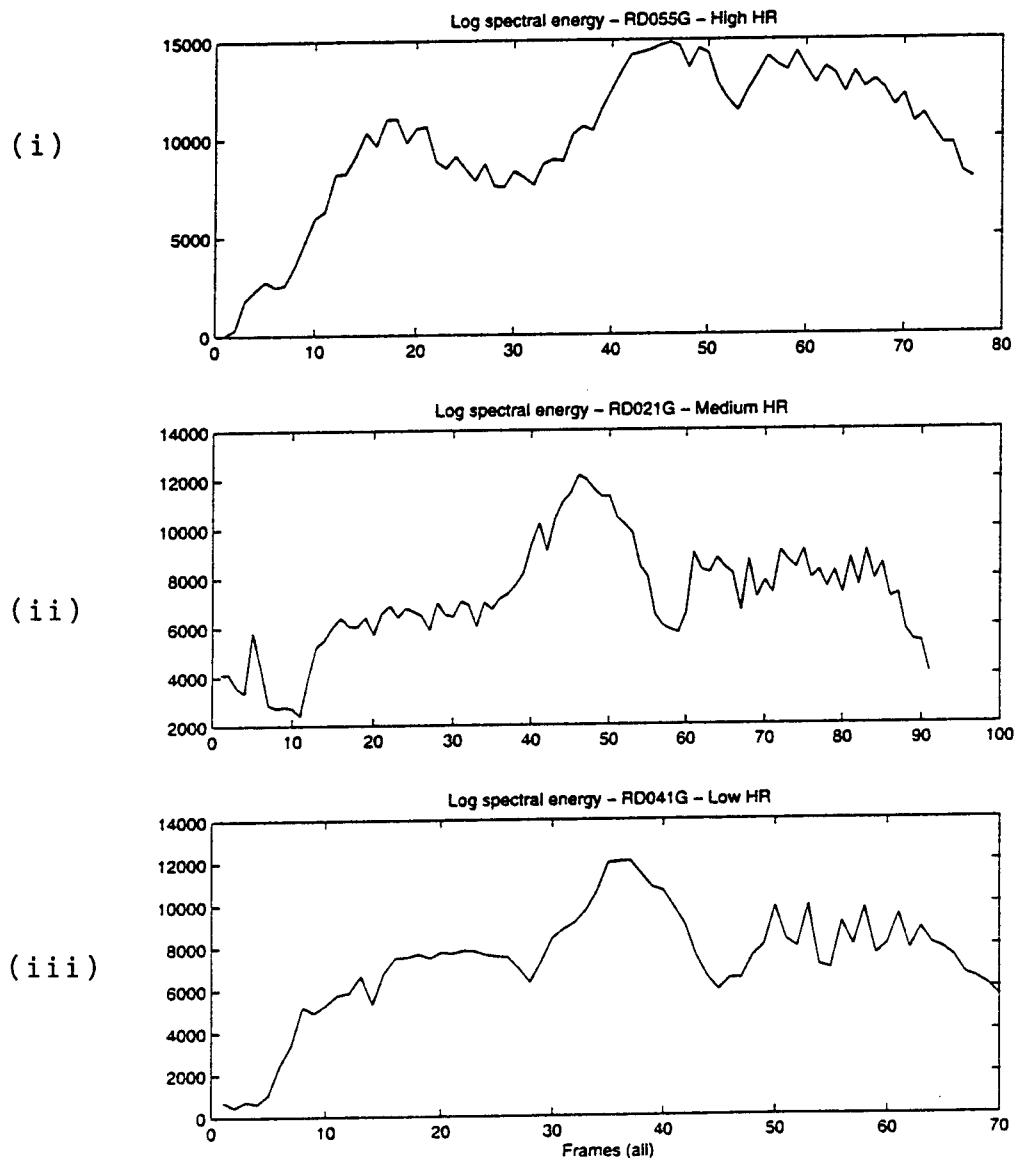 Log spectral energy – RD055G – High HR
15000
(i)
10000
5000
0
0 10 20 30 40 50 60 70 80
Log spectral energy – RD021G – Medium HR
14000
12000
10000
(ii)
8000
6000
4000
2000
0 10 20 30 40 50 60 70 80 90 100
Log spectral energy – RD041G – Low HR
14000
12000
10000
8000
(iii)
6000
4000
2000
0
0 10 20 30 40 50 60 70
Frames (all)